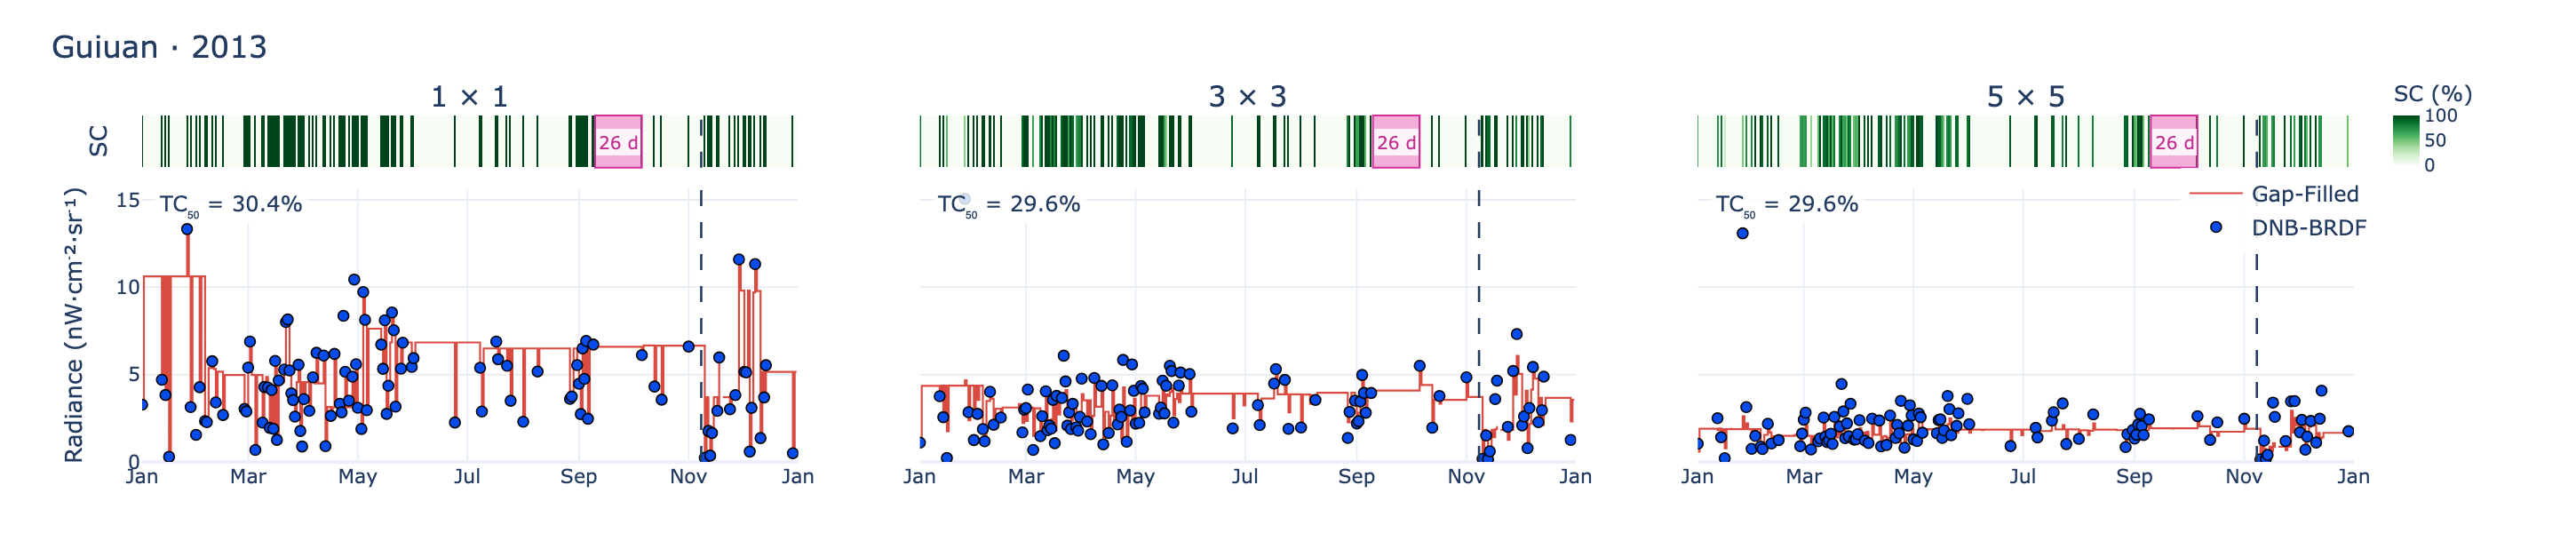 Guiuan · 2013
1 × 1
3 × 3
5 × 5
SC (%)
SC
26 d
26 d
26 d
100
50
0
Radiance (nW·cm⁻²·sr⁻¹)
TC₅₀ = 30.4%
TC₅₀ = 29.6%
TC₅₀ = 29.6%
Gap-Filled
DNB-BRDF
15
10
5
0
Jan Mar May Jul Sep Nov Jan
Jan Mar May Jul Sep Nov Jan
Jan Mar May Jul Sep Nov Jan